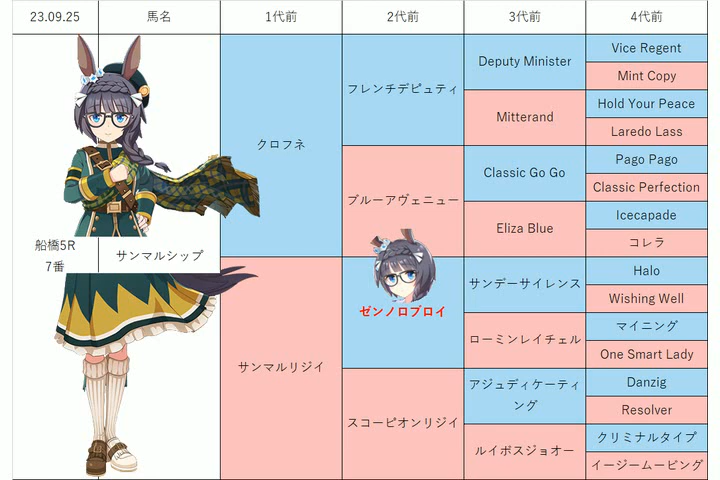 23.09.25 馬名 1代前 2代前 3代前 4代前
船橋5R
7番
サンマルシップ
クロフネ
フレンチデピュティ
Deputy Minister
Vice Regent
Mint Copy
Mitterand
Hold Your Peace
Laredo Lass
ブルーアヴェニュー
Classic Go Go
Pago Pago
Classic Perfection
Eliza Blue
Icecapade
コレラ
サンマルリジイ
ゼンノロブロイ
サンデーサイレンス
Halo
Wishing Well
ローミンレイチェル
マイニング
One Smart Lady
スコーピオンリジイ
アジュディケーティ
ング
Danzig
Resolver
ルイボスジョオー
クリミナルタイプ
イージームービング